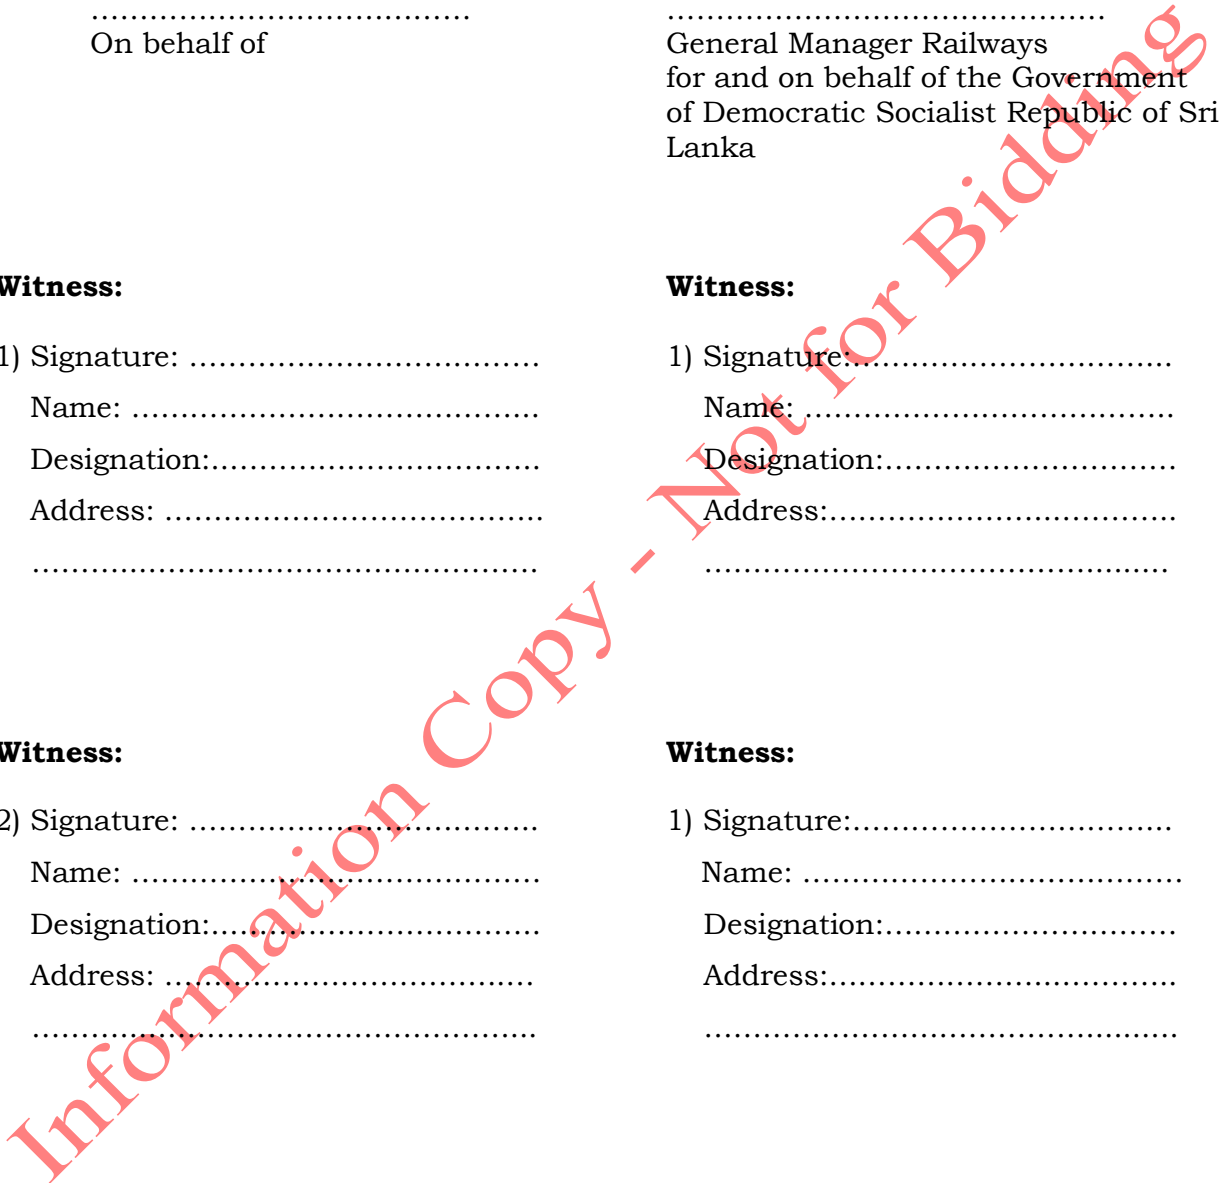 ........................................
On behalf of
..............................................
General Manager Railways
for and on behalf of the Government
of Democratic Socialist Republic of Sri
Lanka
Witness:
1) Signature: .....................................
Name: ...........................................
Designation:...................................
Address: ........................................
.....................................................
Witness:
1) Signature:..................................
Name: .......................................
Designation:...............................
Address:.....................................
.................................................
Witness:
2) Signature: .....................................
Name: ...........................................
Designation:...................................
Address: .......................................
.....................................................
Witness:
1) Signature:..................................
Name: ........................................
Designation:...............................
Address:.....................................
..................................................
Information Copy - Not for Bidding